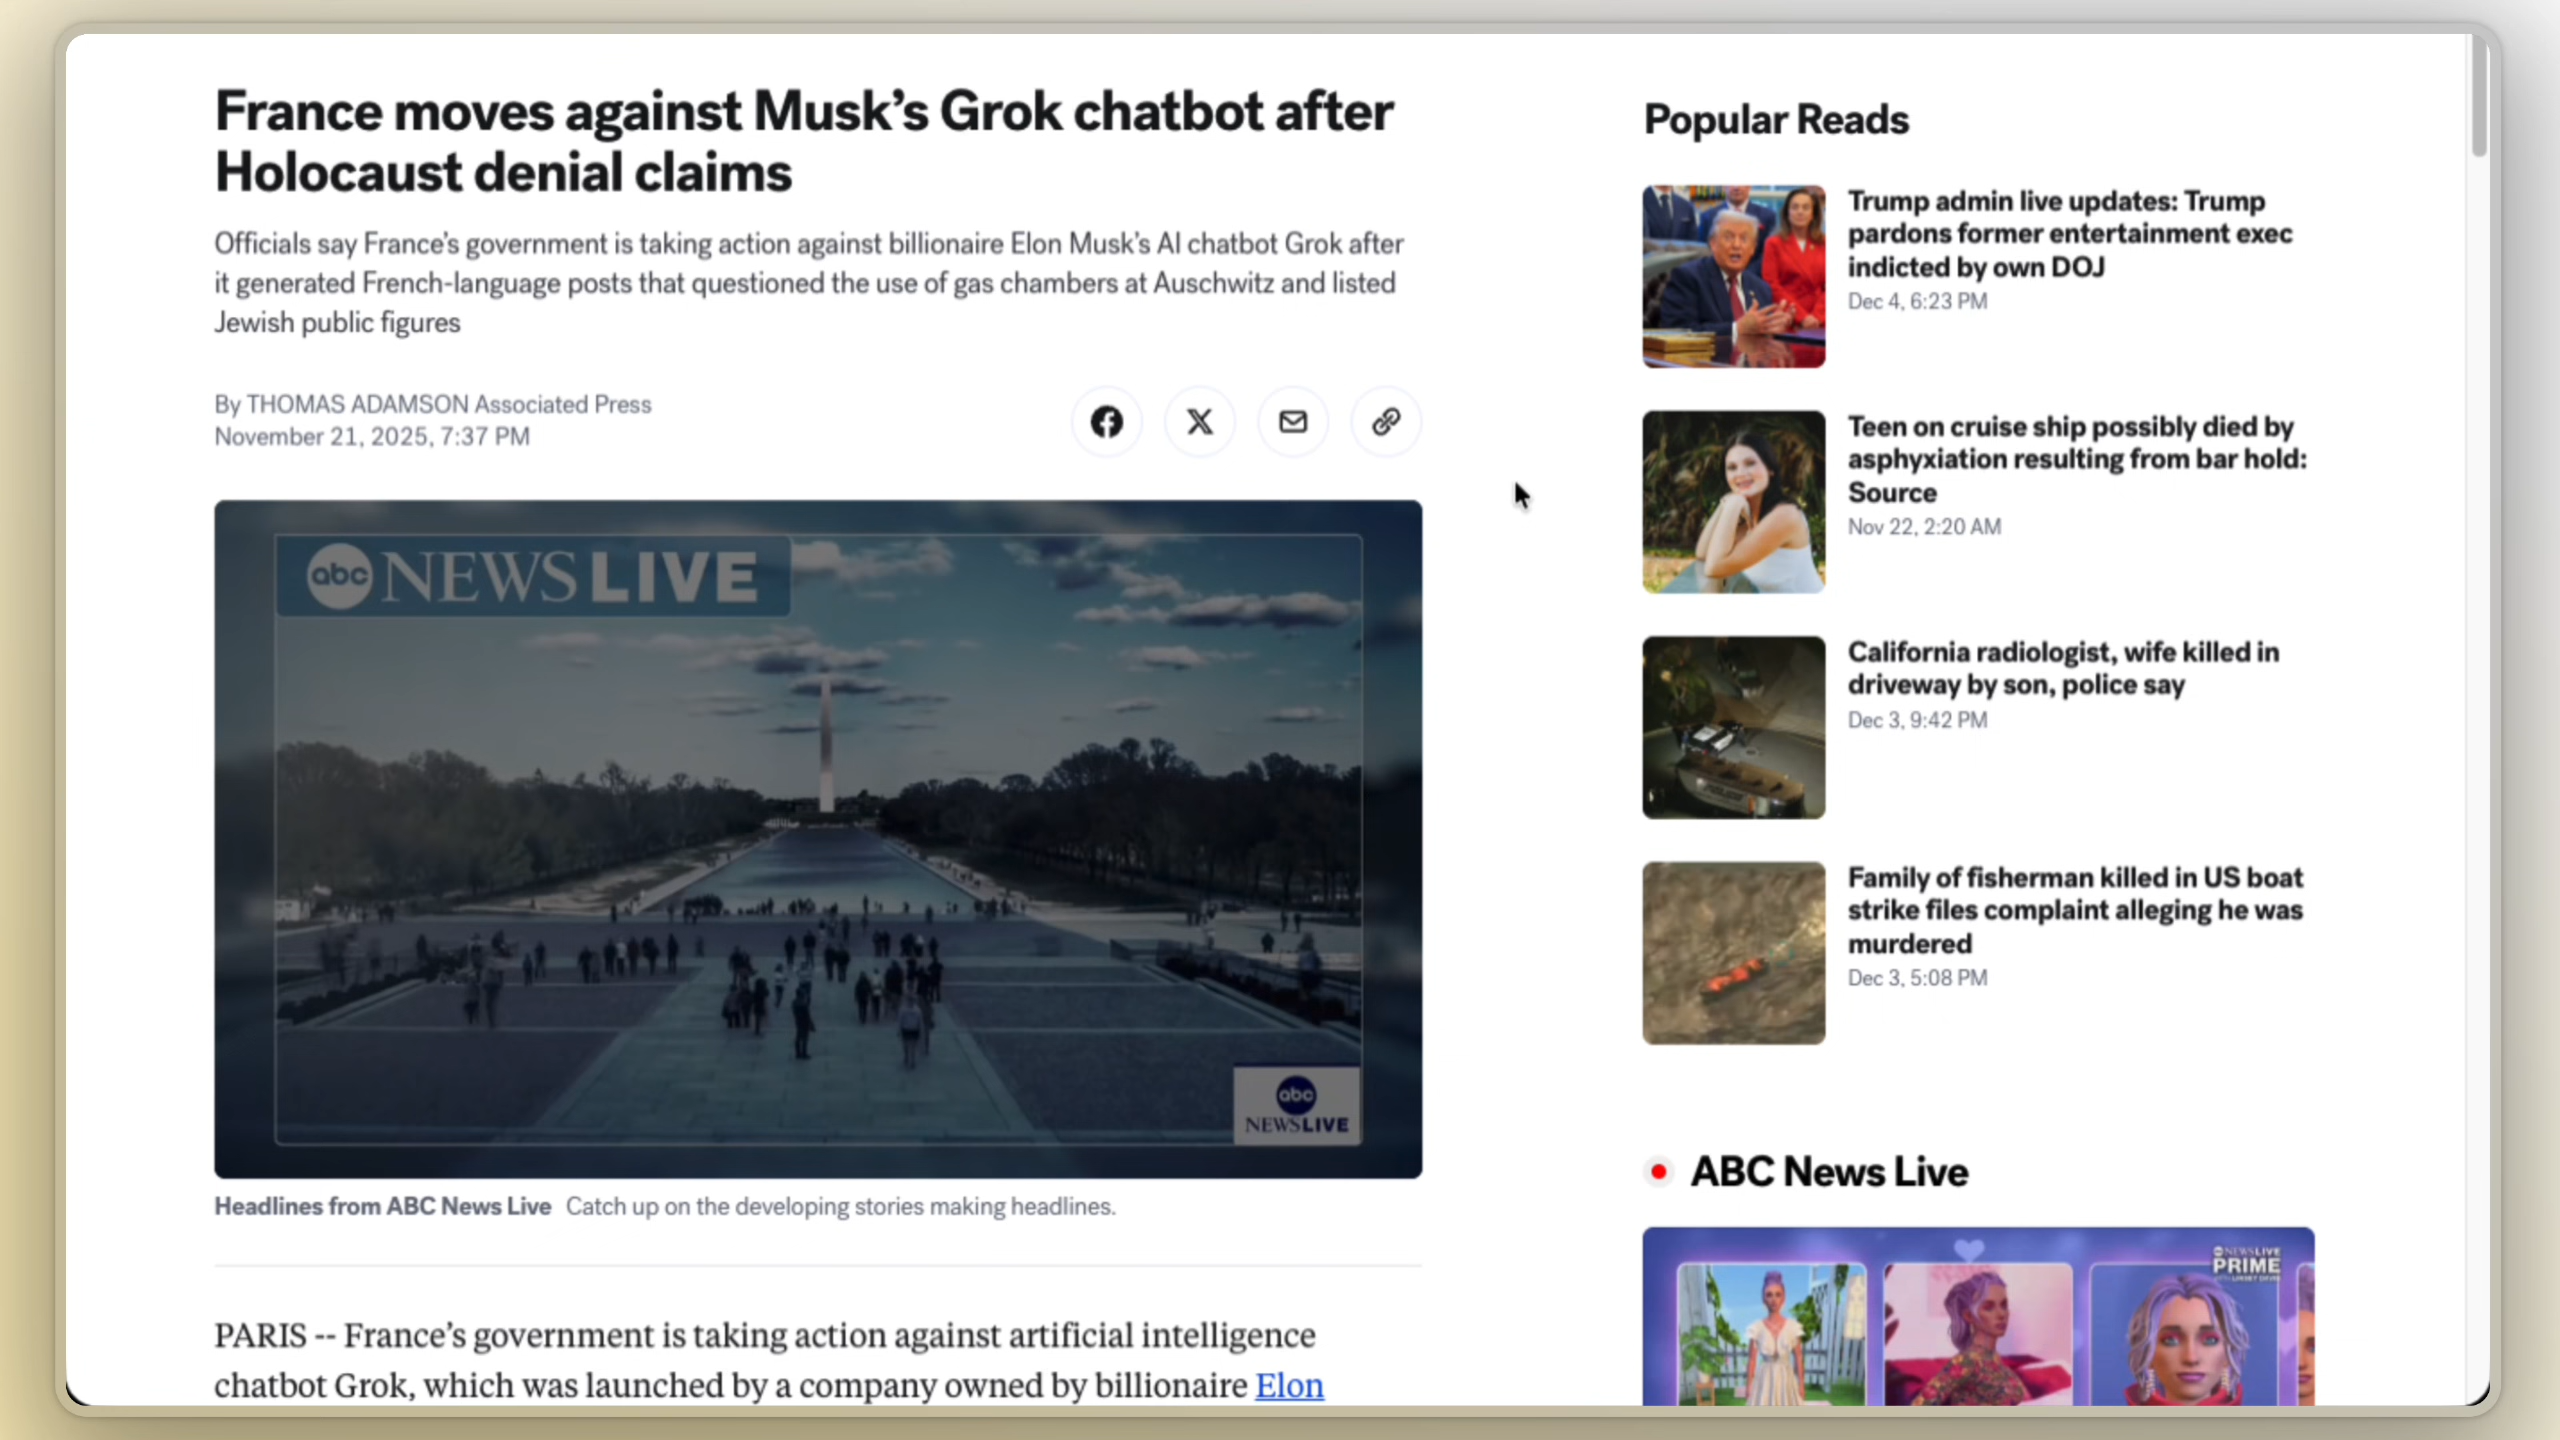 France moves against Musk's Grok chatbot after
Holocaust denial claims
Officials say France's government is taking action against billionaire Elon Musk's AI chatbot Grok after
it generated French-language posts that questioned the use of gas chambers at Auschwitz and listed
Jewish public figures
By THOMAS ADAMSON Associated Press
November 21, 2025, 7:37 PM
abc NEWS LIVE
abc
NEWSLIVE
Headlines from ABC News Live Catch up on the developing stories making headlines.
PARIS -- France's government is taking action against artificial intelligence
chatbot Grok, which was launched by a company owned by billionaire Elon
Popular Reads
Trump admin live updates: Trump
pardons former entertainment exec
indicted by own DOJ
Dec 4, 6:23 PM
Teen on cruise ship possibly died by
asphyxiation resulting from bar hold:
Source
Nov 22, 2:20 AM
California radiologist, wife killed in
driveway by son, police say
Dec 3, 9:42 PM
Family of fisherman killed in US boat
strike files complaint alleging he was
murdered
Dec 3, 5:08 PM
ABC News Live
NEWSLIVE
PRIME